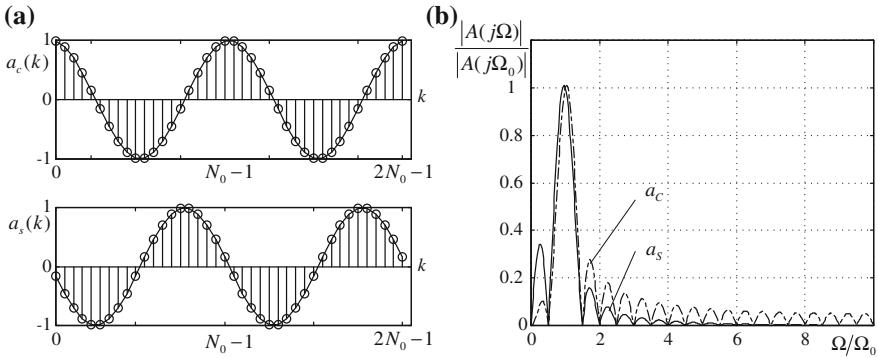 (a)
1
a_c(k)
0
k
-1
0
N_0-1
2N_0-1
1
a_s(k)
0
k
-1
0
N_0-1
2N_0-1
(b)
|A(jΩ)|
|A(jΩ_0)|
1
0.8
0.6
0.4
0.2
0
a_c
a_s
0 2 4 6 8 Ω/Ω_0